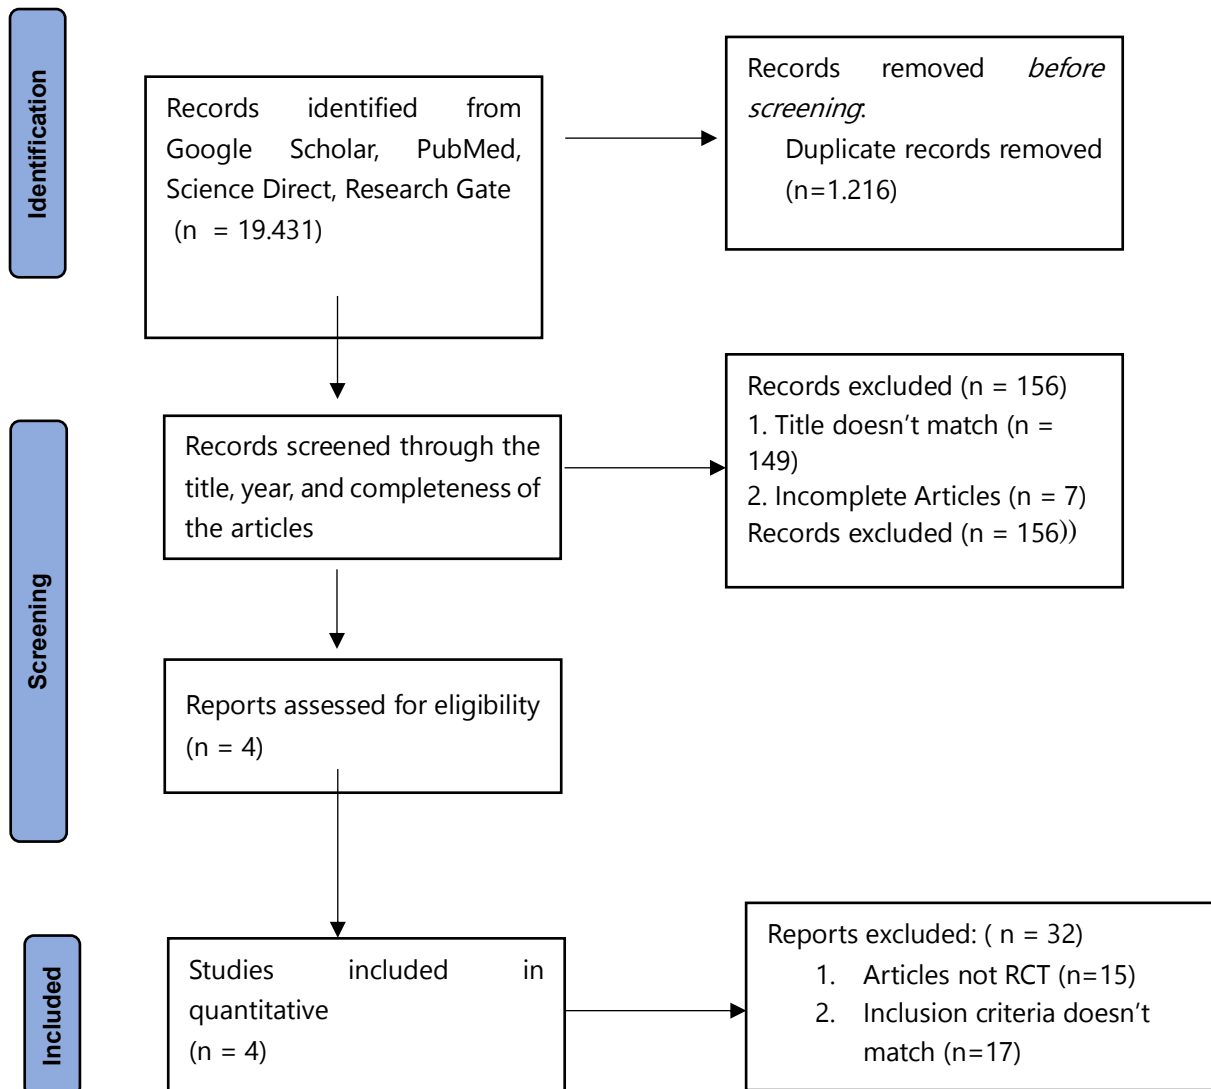 Identification
Records identified from
Google Scholar, PubMed,
Science Direct, Research Gate
(n = 19.431)
Records removed before
screening:
Duplicate records removed
(n=1.216)
Screening
Records screened through the
title, year, and completeness of
the articles
Records excluded (n = 156)
1. Title doesn’t match (n =
149)
2. Incomplete Articles (n = 7)
Records excluded (n = 156))
Reports assessed for eligibility
(n = 4)
Included
Studies included in
quantitative
(n = 4)
Reports excluded: ( n = 32)
1. Articles not RCT (n=15)
2. Inclusion criteria doesn’t
match (n=17)